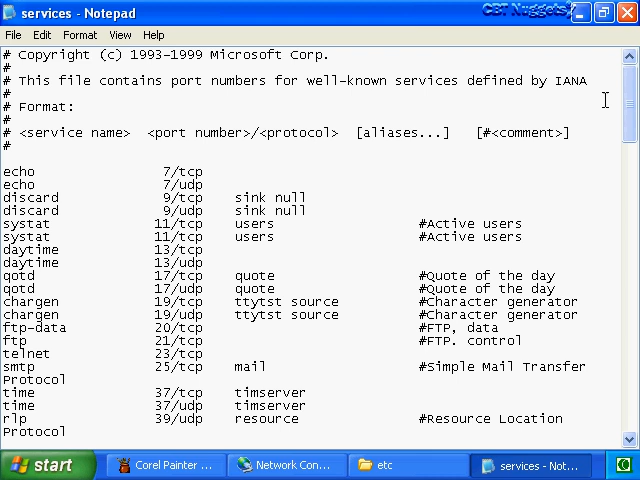 services - Notepad
CBT Nuggets
File Edit Format View Help
# Copyright (c) 1993-1999 Microsoft Corp.
#
# This file contains port numbers for well-known services defined by IANA
#
# Format:
#
# <service name> <port number>/<protocol> [aliases...] [#<comment>]
#
echo 7/tcp
echo 7/udp
discard 9/tcp sink null
discard 9/udp sink null
systat 11/tcp users #Active users
systat 11/tcp users #Active users
daytime 13/tcp
daytime 13/udp
qotd 17/tcp quote #Quote of the day
qotd 17/udp quote #Quote of the day
chargen 19/tcp ttytst source #Character generator
chargen 19/udp ttytst source #Character generator
ftp-data 20/tcp #FTP, data
ftp 21/tcp #FTP. control
telnet 23/tcp
smtp 25/tcp mail #Simple Mail Transfer
Protocol
time 37/tcp timserver
time 37/udp timserver
rlp 39/udp resource #Resource Location
Protocol
start Corel Painter ... Network Con... etc services - Not...